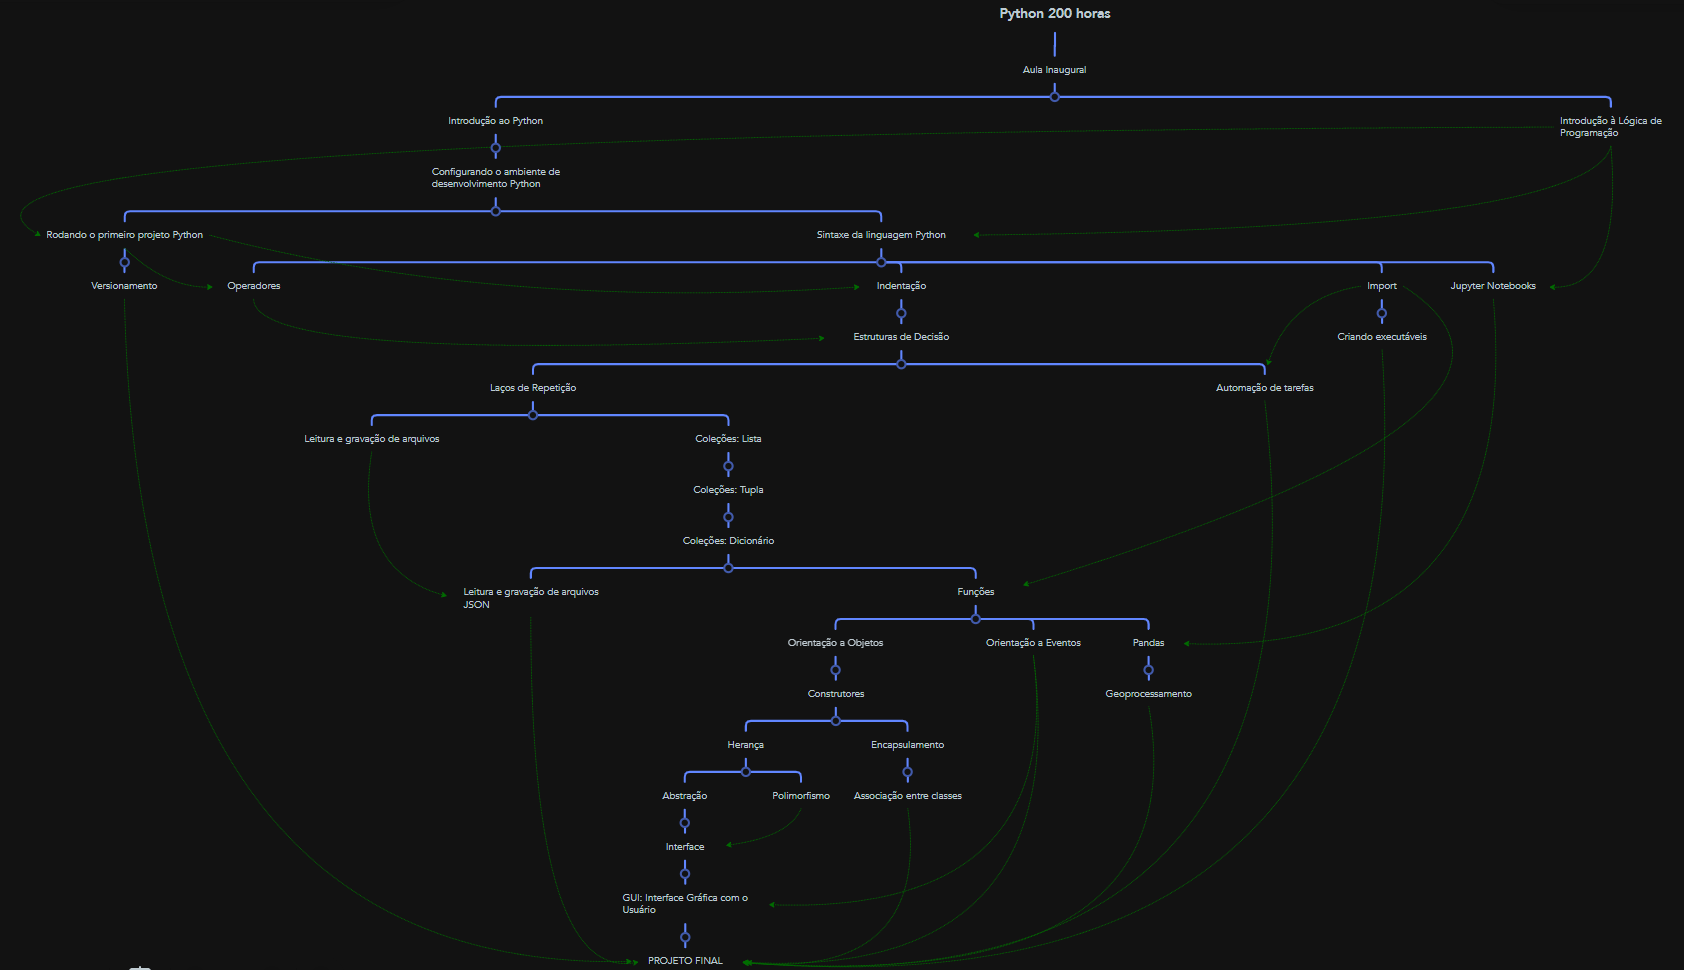 Python 200 horas
Aula Inaugural
Introdução ao Python
Introdução à Lógica de
Programação
Configurando o ambiente de
desenvolvimento Python
Rodando o primeiro projeto Python
Sintaxe da linguagem Python
Versionamento
Operadores
Indentação
Import
Jupyter Notebooks
Estruturas de Decisão
Criando executáveis
Laços de Repetição
Automação de tarefas
Leitura e gravação de arquivos
Coleções: Lista
Coleções: Tupla
Coleções: Dicionário
Leitura e gravação de arquivos
JSON
Funções
Orientação a Objetos
Orientação a Eventos
Pandas
Construtores
Geoprocessamento
Herança
Encapsulamento
Abstração
Polimorfismo
Associação entre classes
Interface
GUI: Interface Gráfica com o
Usuário
PROJETO FINAL